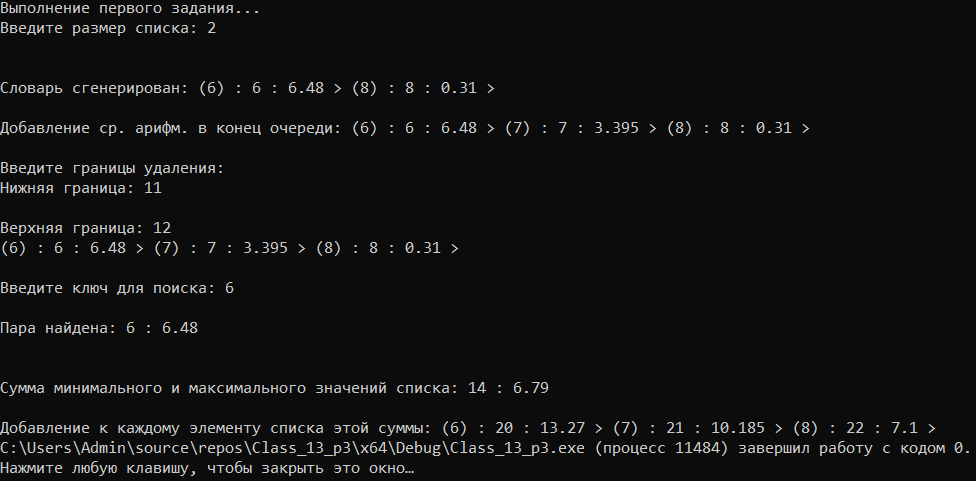 Выполнение первого задания...
Введите размер списка: 2
Словарь сгенерирован: (6) : 6 : 6.48 > (8) : 8 : 0.31 >
Добавление ср. арифм. в конец очереди: (6) : 6 : 6.48 > (7) : 7 : 3.395 > (8) : 8 : 0.31 >
Введите границы удаления:
Нижняя граница: 11
Верхняя граница: 12
(6) : 6 : 6.48 > (7) : 7 : 3.395 > (8) : 8 : 0.31 >
Введите ключ для поиска: 6
Пара найдена: 6 : 6.48
Сумма минимального и максимального значений списка: 14 : 6.79
Добавление к каждому элементу списка этой суммы: (6) : 20 : 13.27 > (7) : 21 : 10.185 > (8) : 22 : 7.1 >
C:\Users\Admin\source\repos\Class_13_p3\x64\Debug\Class_13_p3.exe (процесс 11484) завершил работу с кодом 0.
Нажмите любую клавишу, чтобы закрыть это окно…